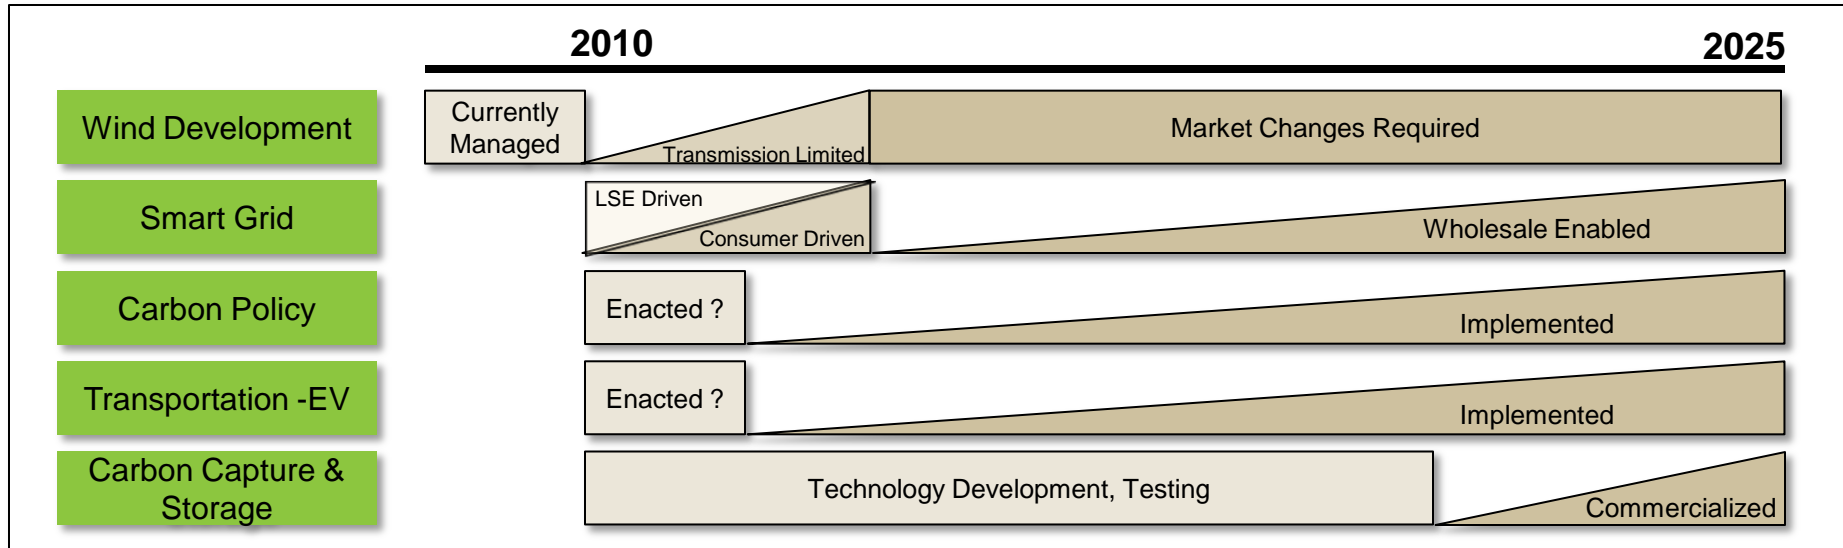 2010
2025
Wind Development
Currently
Managed
Transmission Limited
Market Changes Required
Smart Grid
LSE Driven
Consumer Driven
Wholesale Enabled
Carbon Policy
Enacted ?
Implemented
Transportation -EV
Enacted ?
Implemented
Carbon Capture &
Storage
Technology Development, Testing
Commercialized